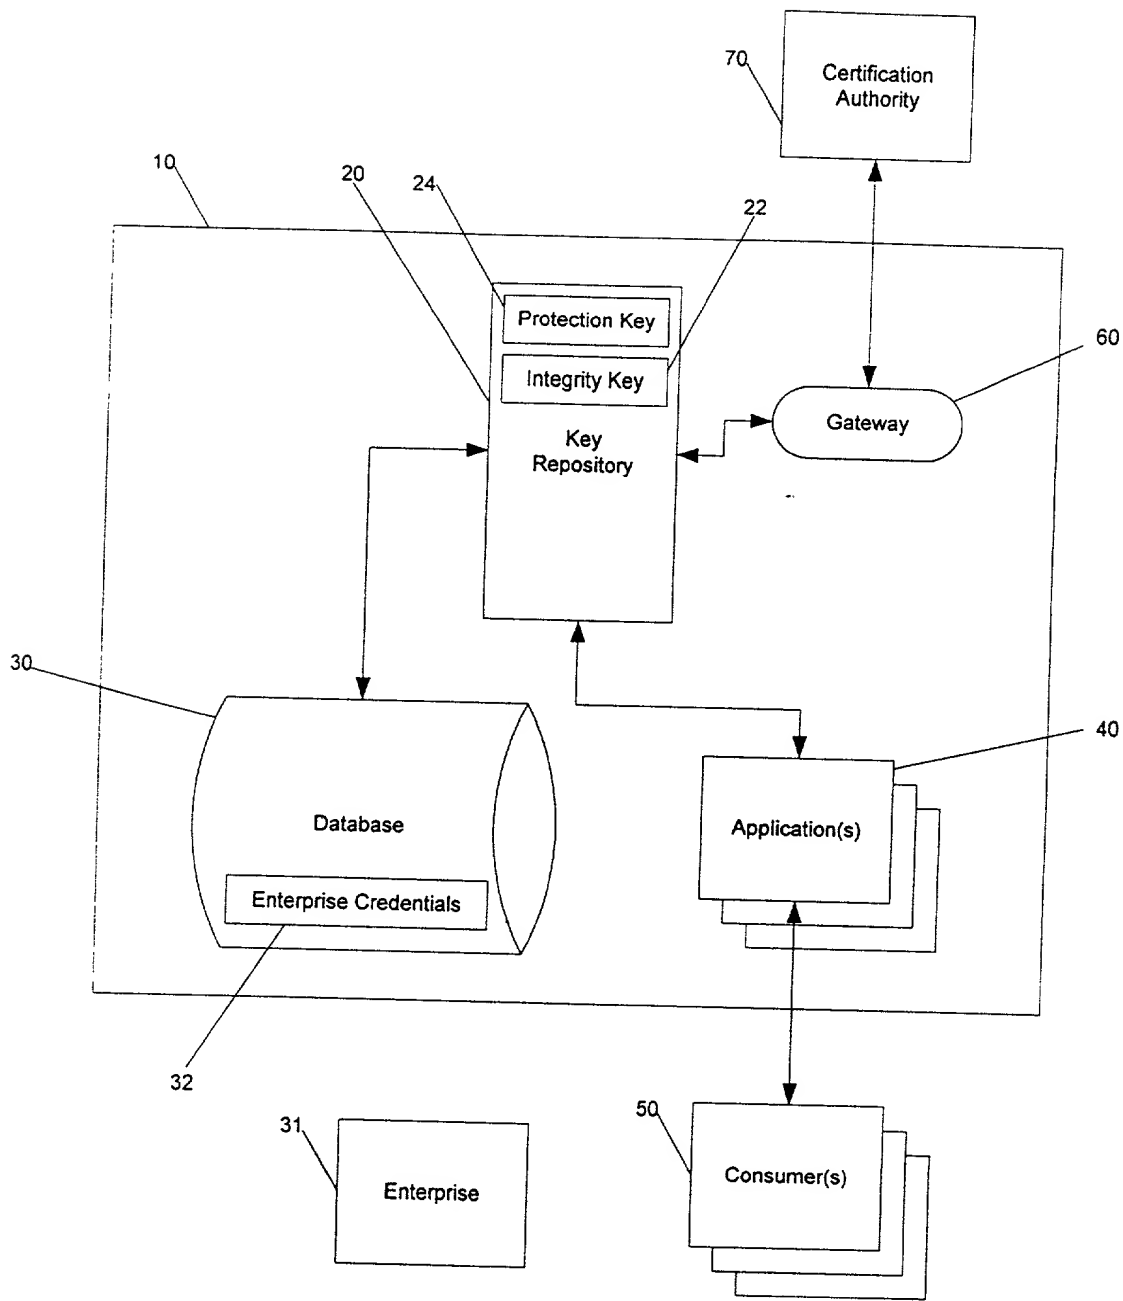 70
Certification
Authority
10
20
24
22
Protection Key
Integrity Key
60
Gateway
Key
Repository
30
40
Database
Application(s)
Enterprise Credentials
32
31
50
Enterprise
Consumer(s)